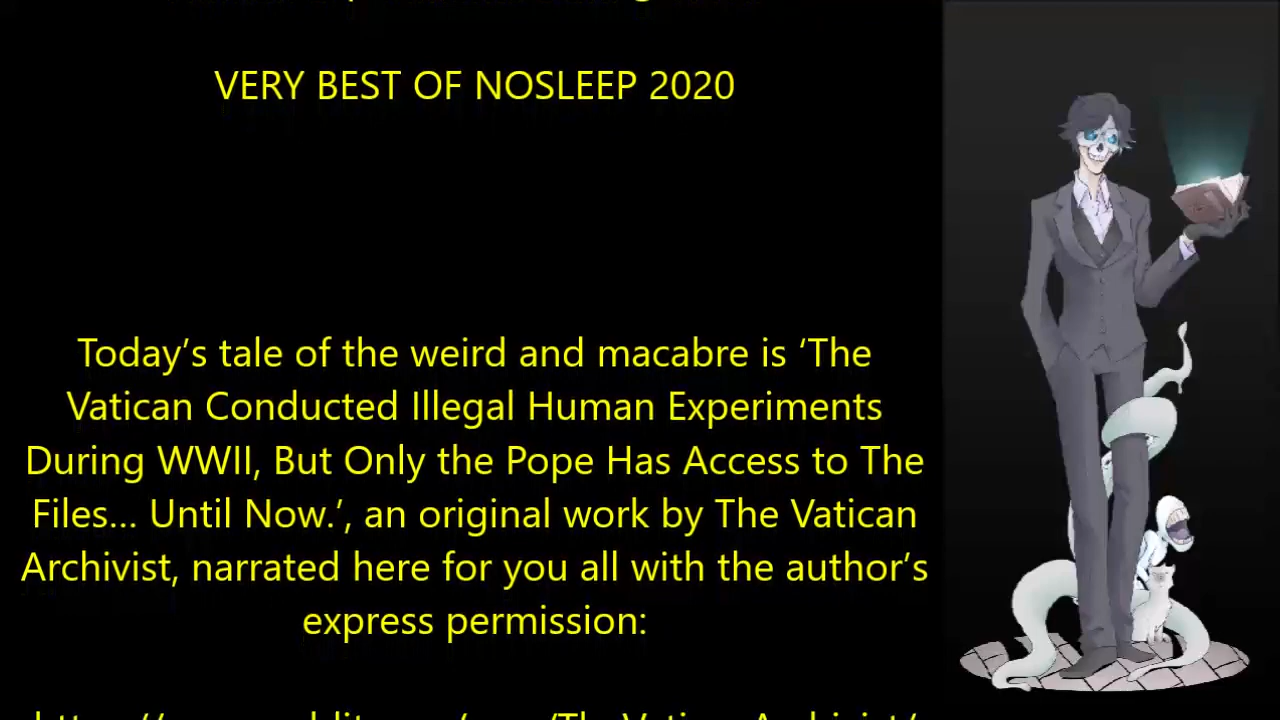 VERY BEST OF NOSLEEP 2020
Today’s tale of the weird and macabre is ‘The
Vatican Conducted Illegal Human Experiments
During WWII, But Only the Pope Has Access to The
Files... Until Now.’, an original work by The Vatican
Archivist, narrated here for you all with the author’s
express permission: